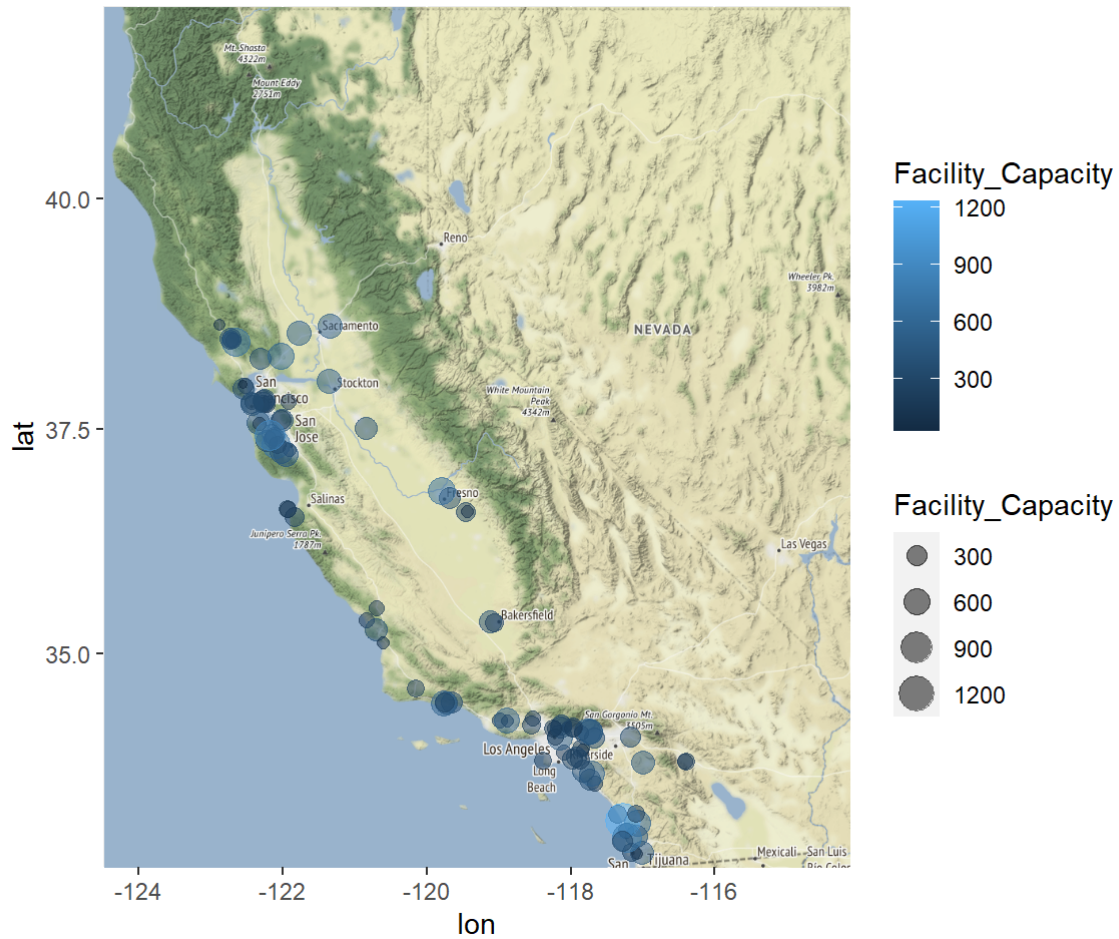 Mt. Shasta
4322m
Mount Eddy
2751m
40.0
Reno
Wheeler Pk.
3982m
Sacramento
NEVADA
San
Stockton
White Mountain
Peak
4342m
37.5
San
Jose
lat
Salinas
Fresno
Junipero Serra Pk.
1787m
Las Vegas
Bakersfield
35.0
San Gorgonio Mt.
Los Angeles
Long
Beach
San
Tijuana
Mexicali
San Luis
-124
-122
-120
-118
-116
lon
Facility_Capacity
1200
900
600
300
Facility_Capacity
300
600
900
1200